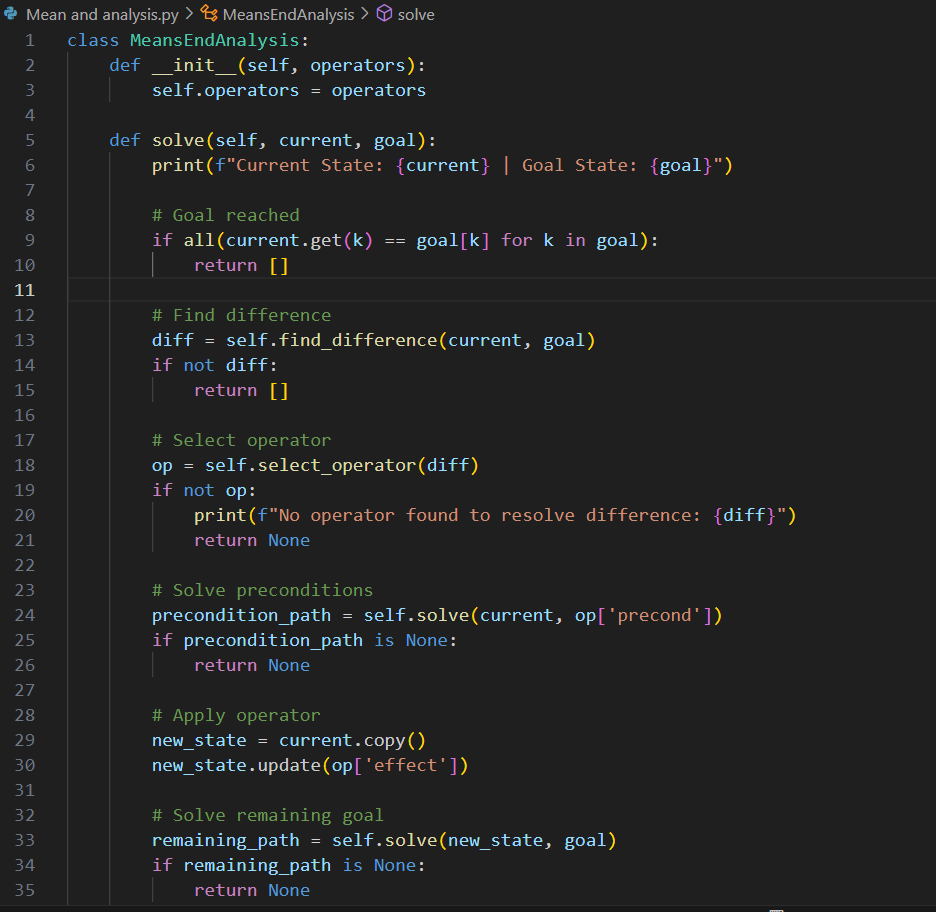 Mean and analysis.py > MeansEndAnalysis > solve
1 class MeansEndAnalysis:
2     def __init__(self, operators):
3         self.operators = operators
4
5     def solve(self, current, goal):
6         print(f"Current State: {current} | Goal State: {goal}")
7
8         # Goal reached
9         if all(current.get(k) == goal[k] for k in goal):
10             return []
11
12         # Find difference
13         diff = self.find_difference(current, goal)
14         if not diff:
15             return []
16
17         # Select operator
18         op = self.select_operator(diff)
19         if not op:
20             print(f"No operator found to resolve difference: {diff}")
21             return None
22
23         # Solve preconditions
24         precondition_path = self.solve(current, op['precond'])
25         if precondition_path is None:
26             return None
27
28         # Apply operator
29         new_state = current.copy()
30         new_state.update(op['effect'])
31
32         # Solve remaining goal
33         remaining_path = self.solve(new_state, goal)
34         if remaining_path is None:
35             return None